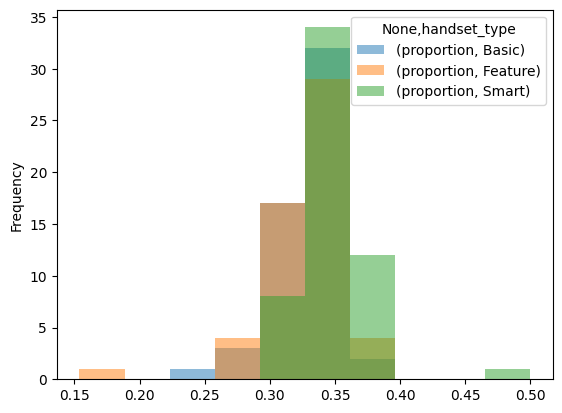 None,handset_type
(proportion, Basic)
(proportion, Feature)
(proportion, Smart)
Frequency
35
30
25
20
15
10
5
0
0.15 0.20 0.25 0.30 0.35 0.40 0.45 0.50